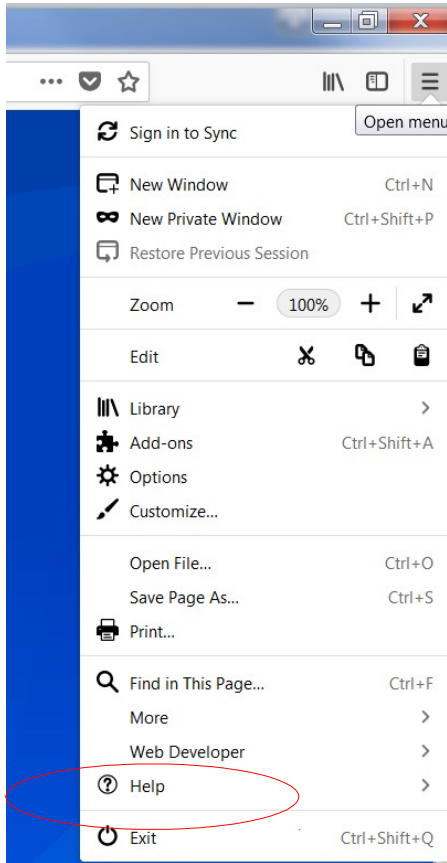 Open menu
Sign in to Sync
New Window Ctrl+N
New Private Window Ctrl+Shift+P
Restore Previous Session
Zoom 100%
Edit
Library
Add-ons Ctrl+Shift+A
Options
Customize...
Open File... Ctrl+O
Save Page As... Ctrl+S
Print...
Find in This Page... Ctrl+F
More
Web Developer
Help
Exit Ctrl+Shift+Q